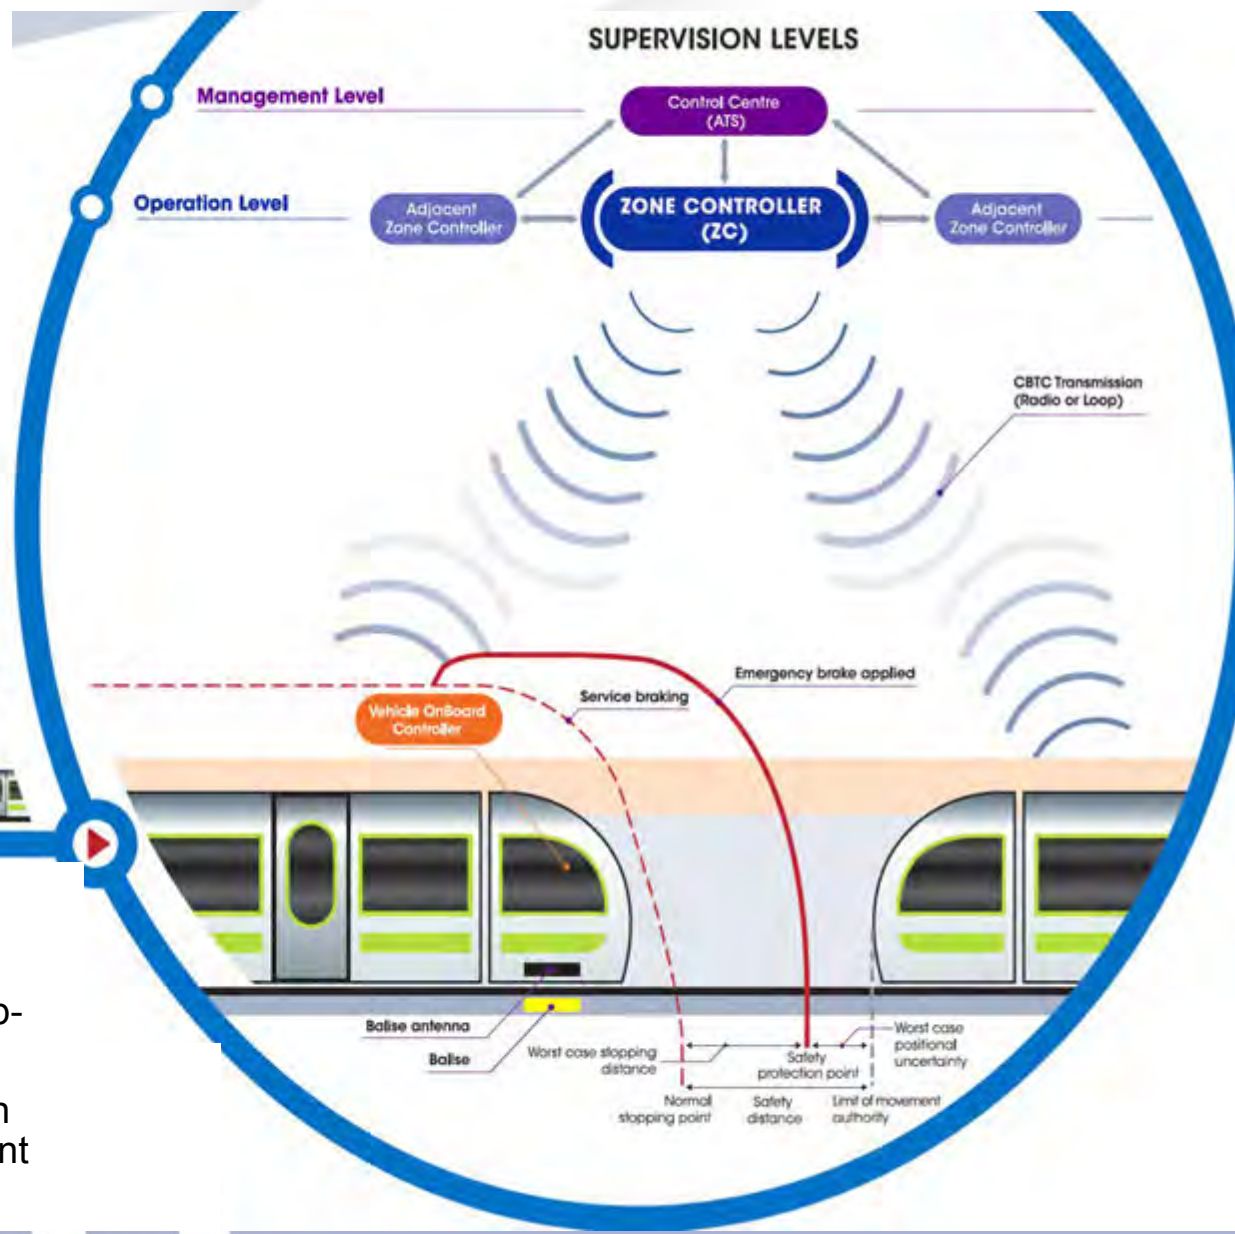 SUPERVISION LEVELS
Management Level
Control Centre
(ATS)
Operation Level
Adjacent
Zone Controller
ZONE CONTROLLER
(ZC)
Adjacent
Zone Controller
CBTC Transmission
(Radio or Loop)
Emergency brake applied
Service braking
Vehicle OnBoard
Controller
Balise antenna
Balise
Worst case stopping
distance
Safety
protection point
Worst case
positional
uncertainty
Normal
stopping point
Safety
distance
Limit of movement
authority